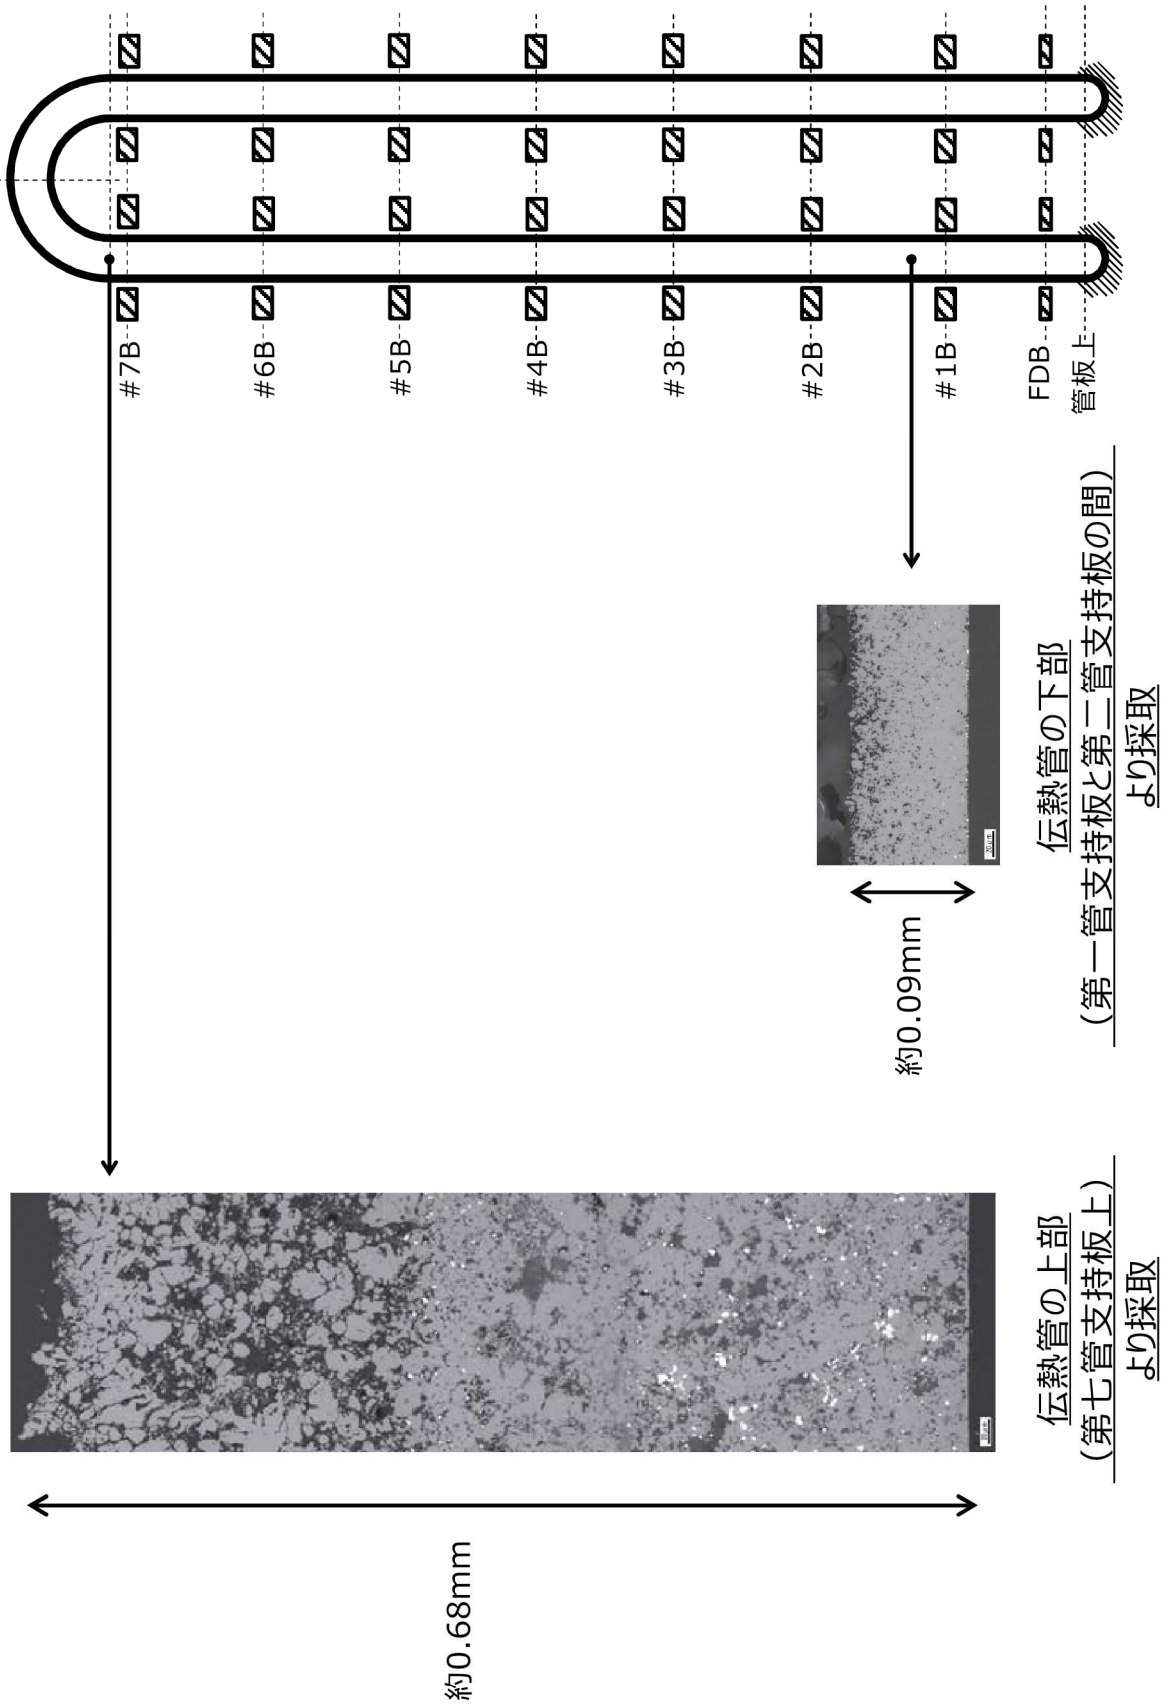 約0.68mm
伝熱管の上部
（第七管支持板上）
より採取
約0.09mm
伝熱管の下部
（第一管支持板と第二管支持板の間）
より採取
20μm
#7B
#6B
#5B
#4B
#3B
#2B
#1B
FDB
管板上